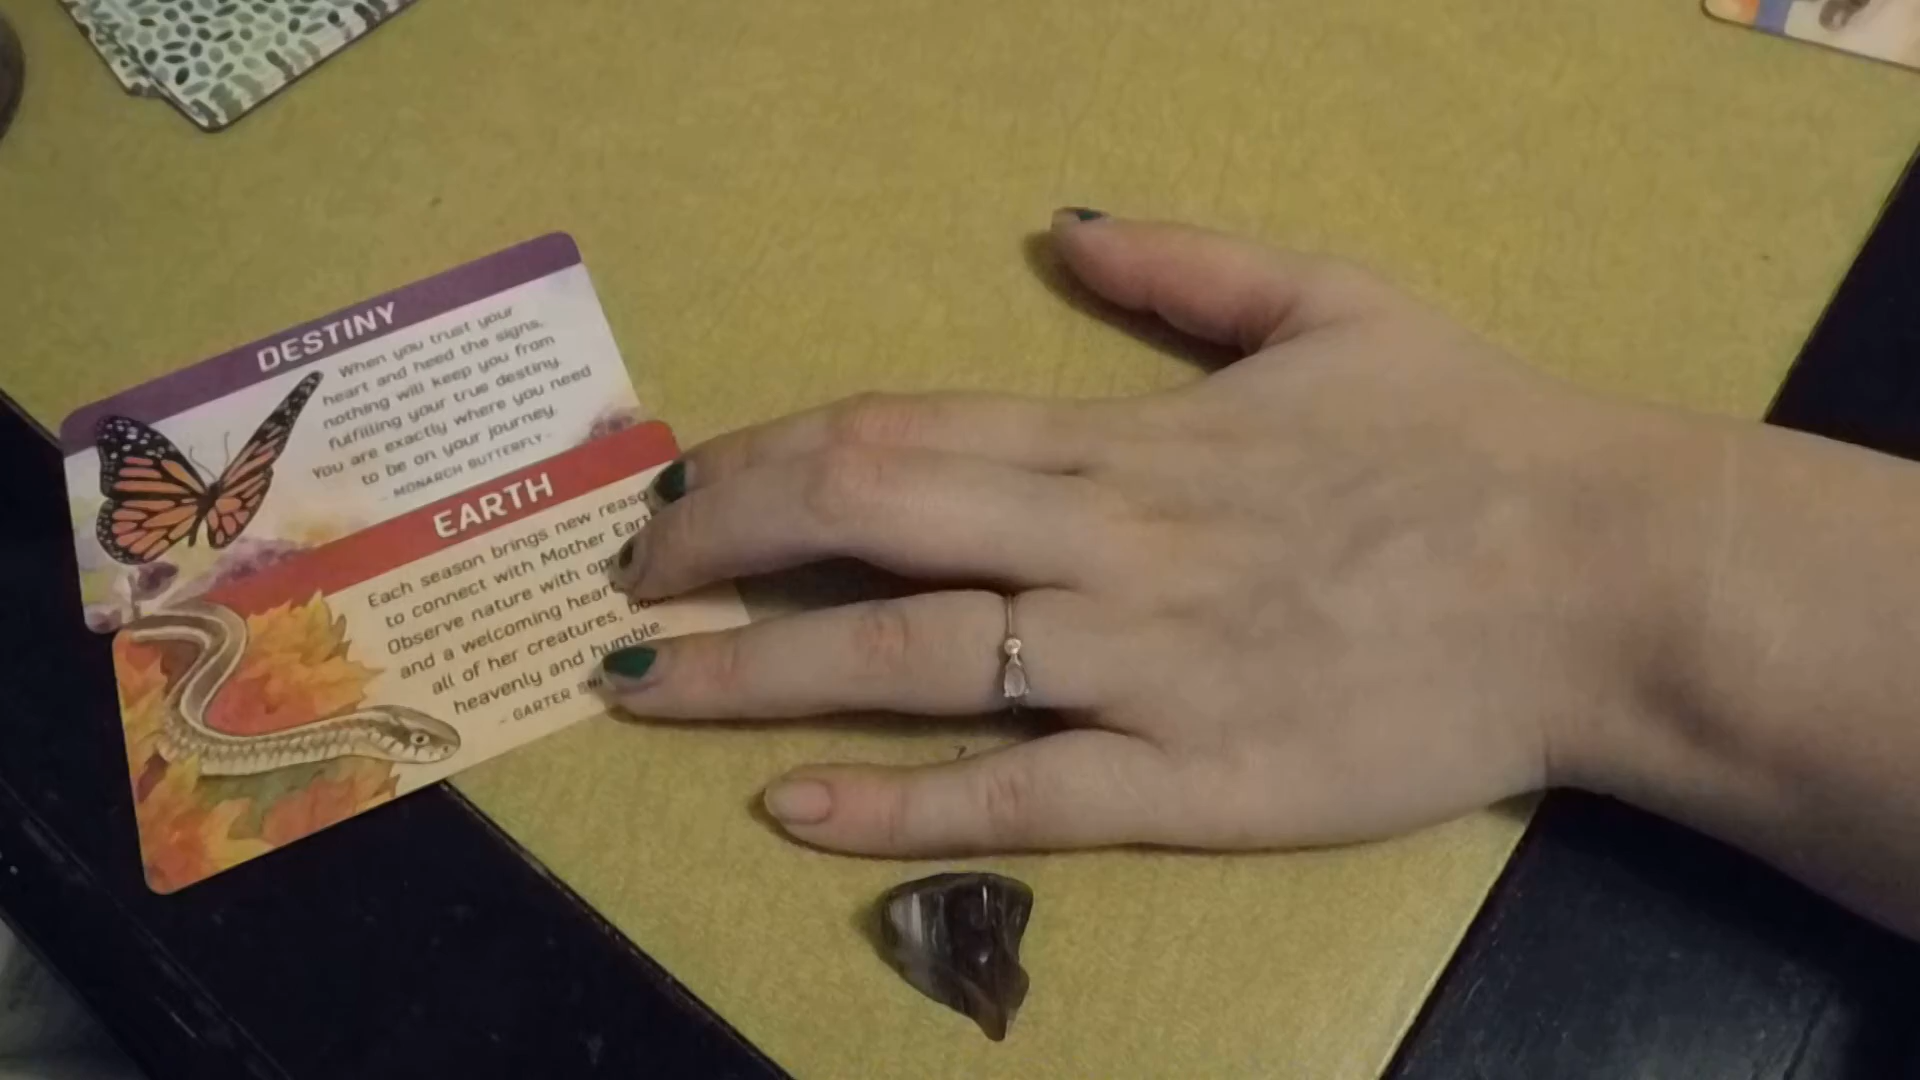 DESTINY
When you trust your
heart and heed the signs,
nothing will keep you from
fulfilling your true destiny.
You are exactly where you need
to be on your journey.
- MONARCH BUTTERFLY -
EARTH
Each season brings new
to connect with Mother
Observe nature with
and a welcoming
all of her creatures,
heavenly and humble.
- GARTER